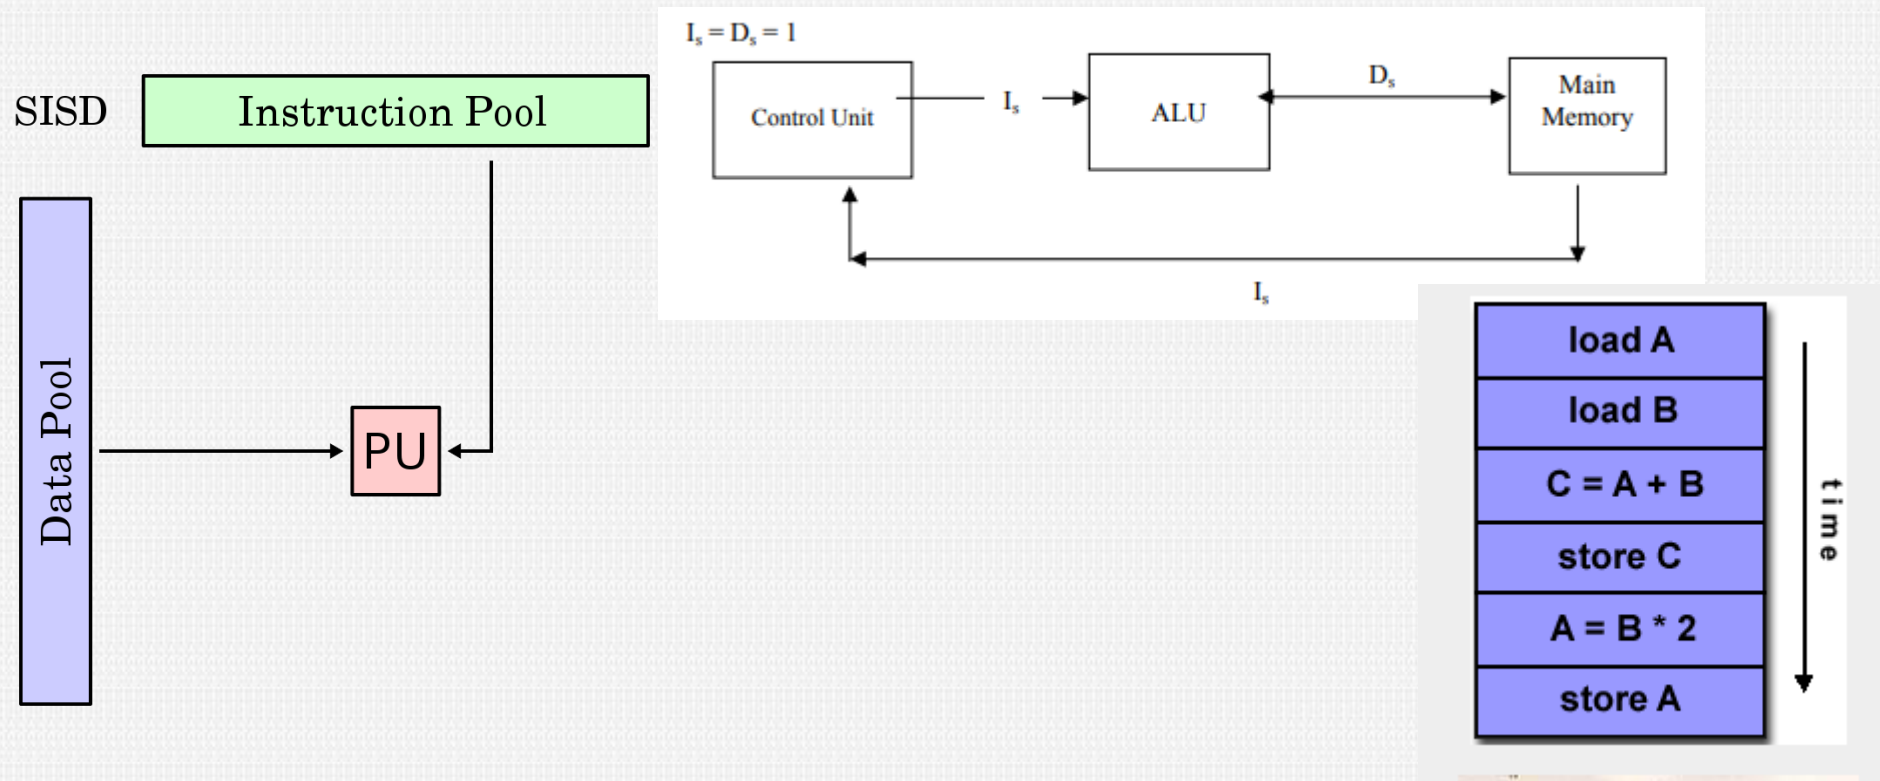 SISD
Instruction Pool
Data Pool
PU
Iₛ = Dₛ = 1
Control Unit
Iₛ
ALU
Dₛ
Main
Memory
Iₛ
load A
load B
C = A + B
store C
A = B * 2
store A
time